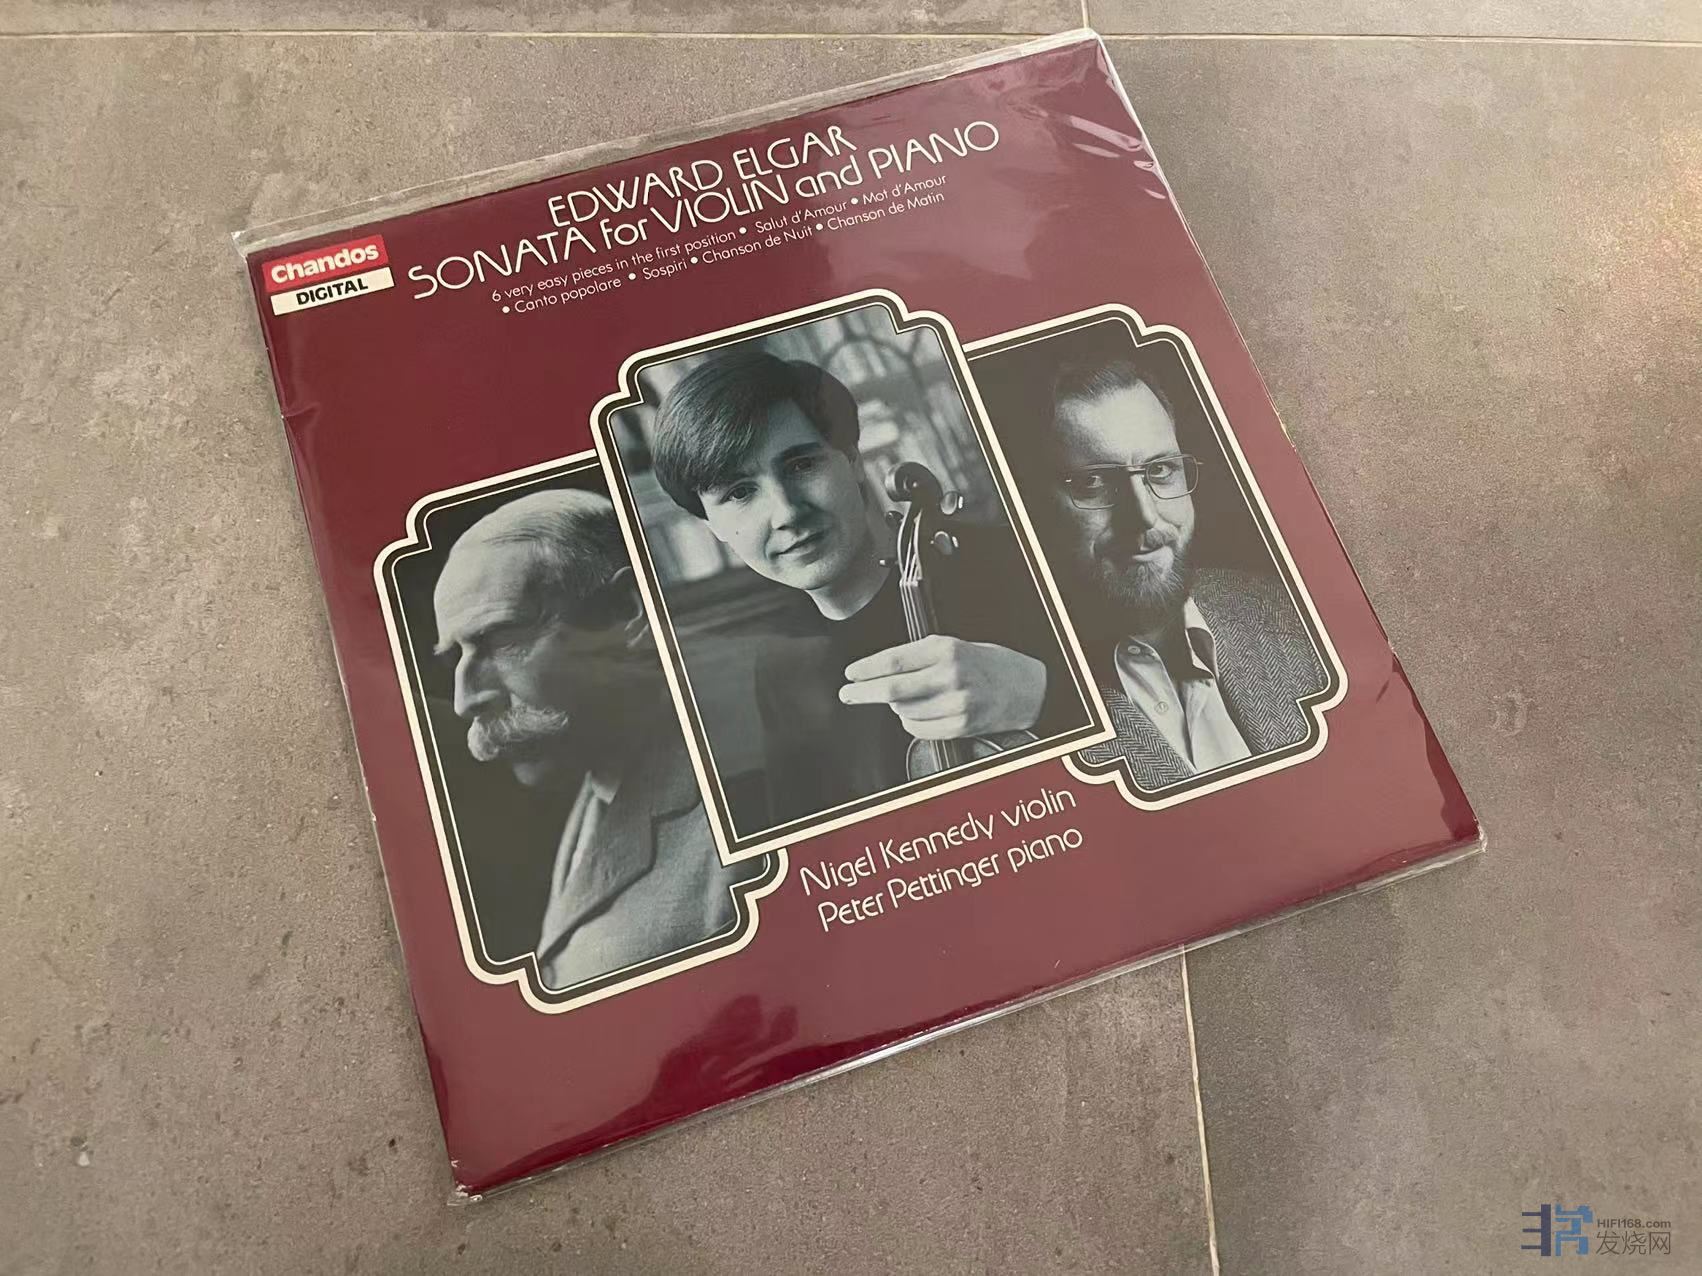 EDWARD ELGAR
SONATA for VIOLIN and PIANO
6 very easy pieces in the first position • Salut d'Amour • Mot d'Amour
• Canto popolare • Sospiri • Chanson de Nuit • Chanson de Matin
Chandos
DIGITAL
Nigel Kennedy violin
Peter Pettinger piano
HIFI168.com
发烧网